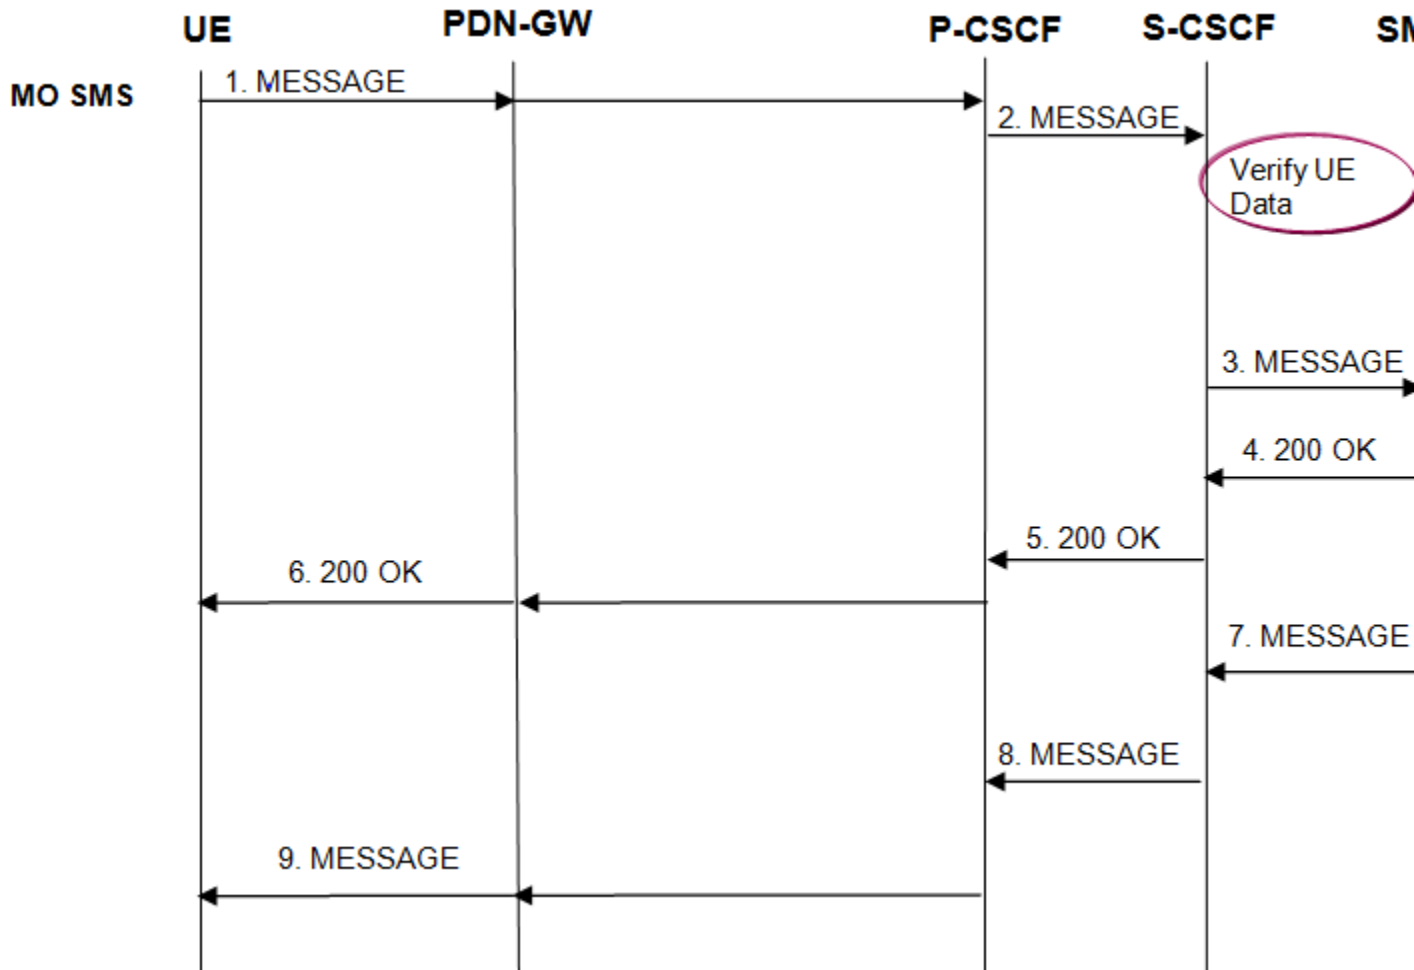 UE PDN-GW P-CSCF S-CSCF SM
MO SMS
1. MESSAGE
2. MESSAGE
Verify UE
Data
3. MESSAGE
4. 200 OK
5. 200 OK
6. 200 OK
7. MESSAGE
8. MESSAGE
9. MESSAGE